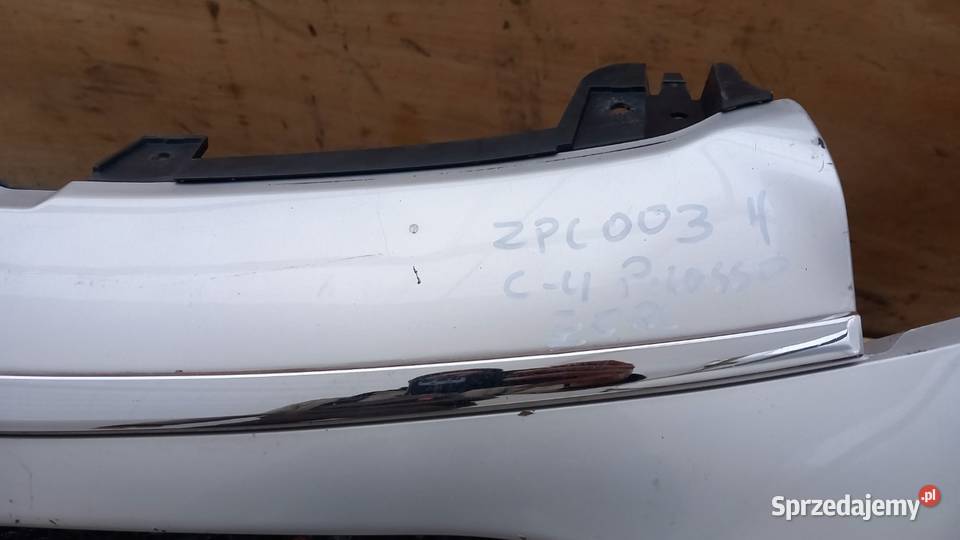 ZPC003 4
C-4 Picasso
Sprzedajemy.pl